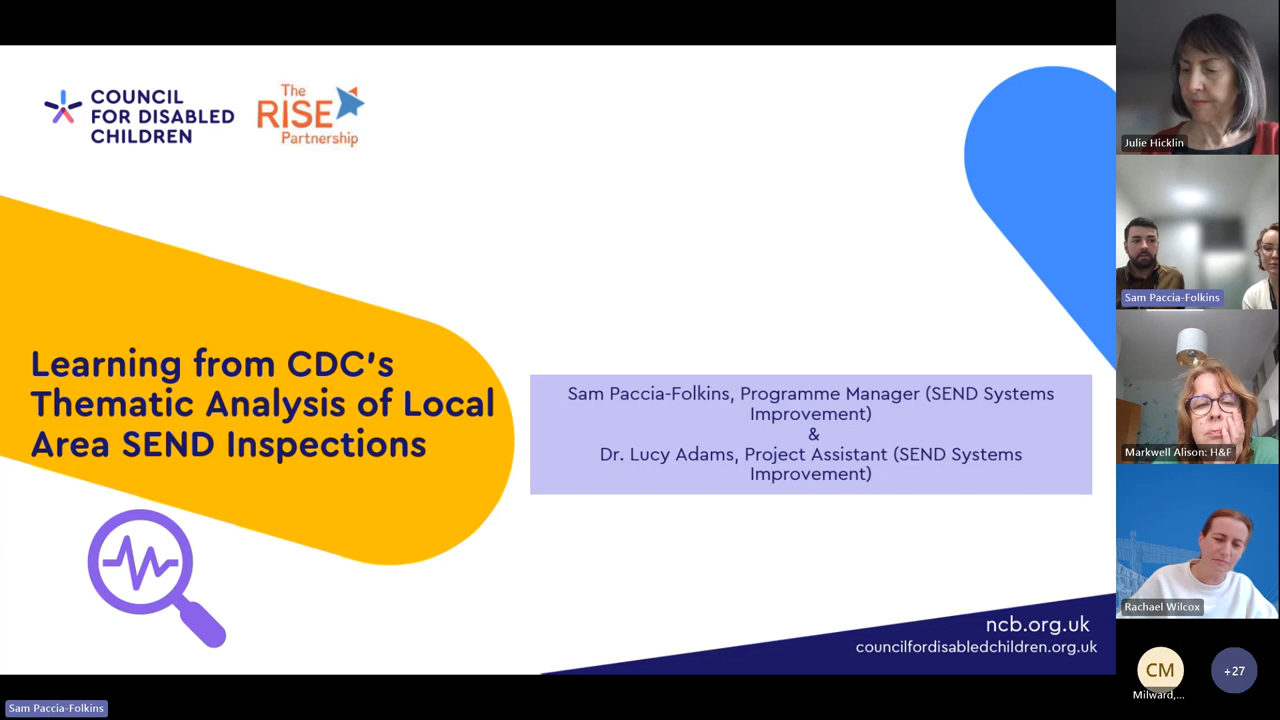 COUNCIL
FOR DISABLED
CHILDREN
The
RISE
Partnership
Learning from CDC's
Thematic Analysis of Local
Area SEND Inspections
Sam Paccia-Folkins, Programme Manager (SEND Systems
Improvement)
&
Dr. Lucy Adams, Project Assistant (SEND Systems
Improvement)
ncb.org.uk
councilfordisabledchildren.org.uk
Sam Paccia-Folkins
Julie Hicklin
Sam Paccia-Folkins
Markwell Alison: H&F
Rachael Wilcox
CM
Milward,...
+27